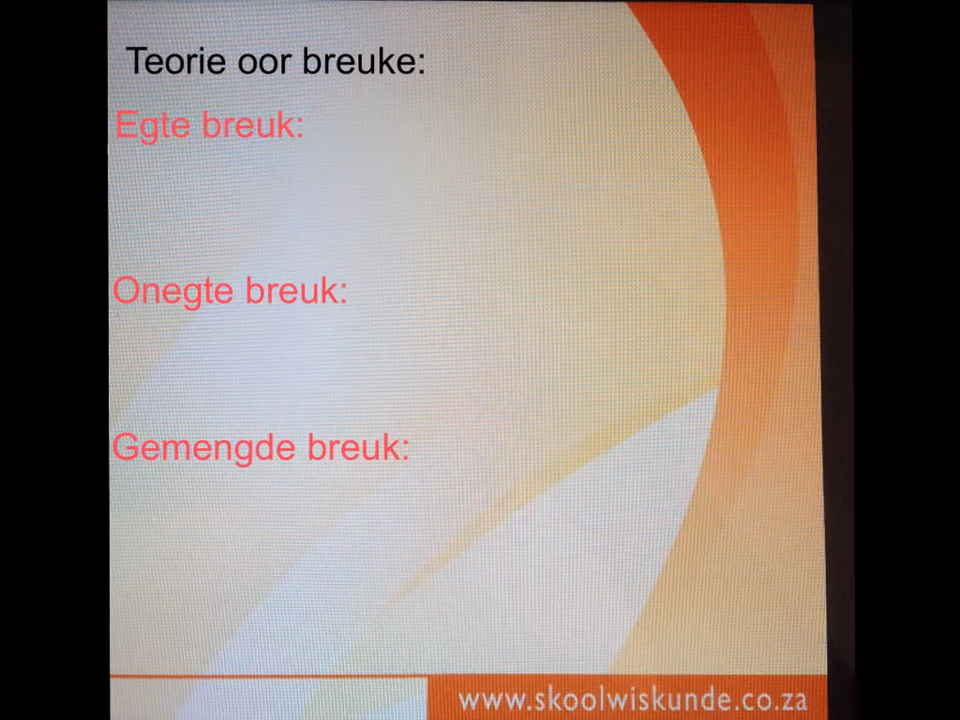 Teorie oor breuke:
Egte breuk:
Onegte breuk:
Gemengde breuk:
www.skoolwiskunde.co.za